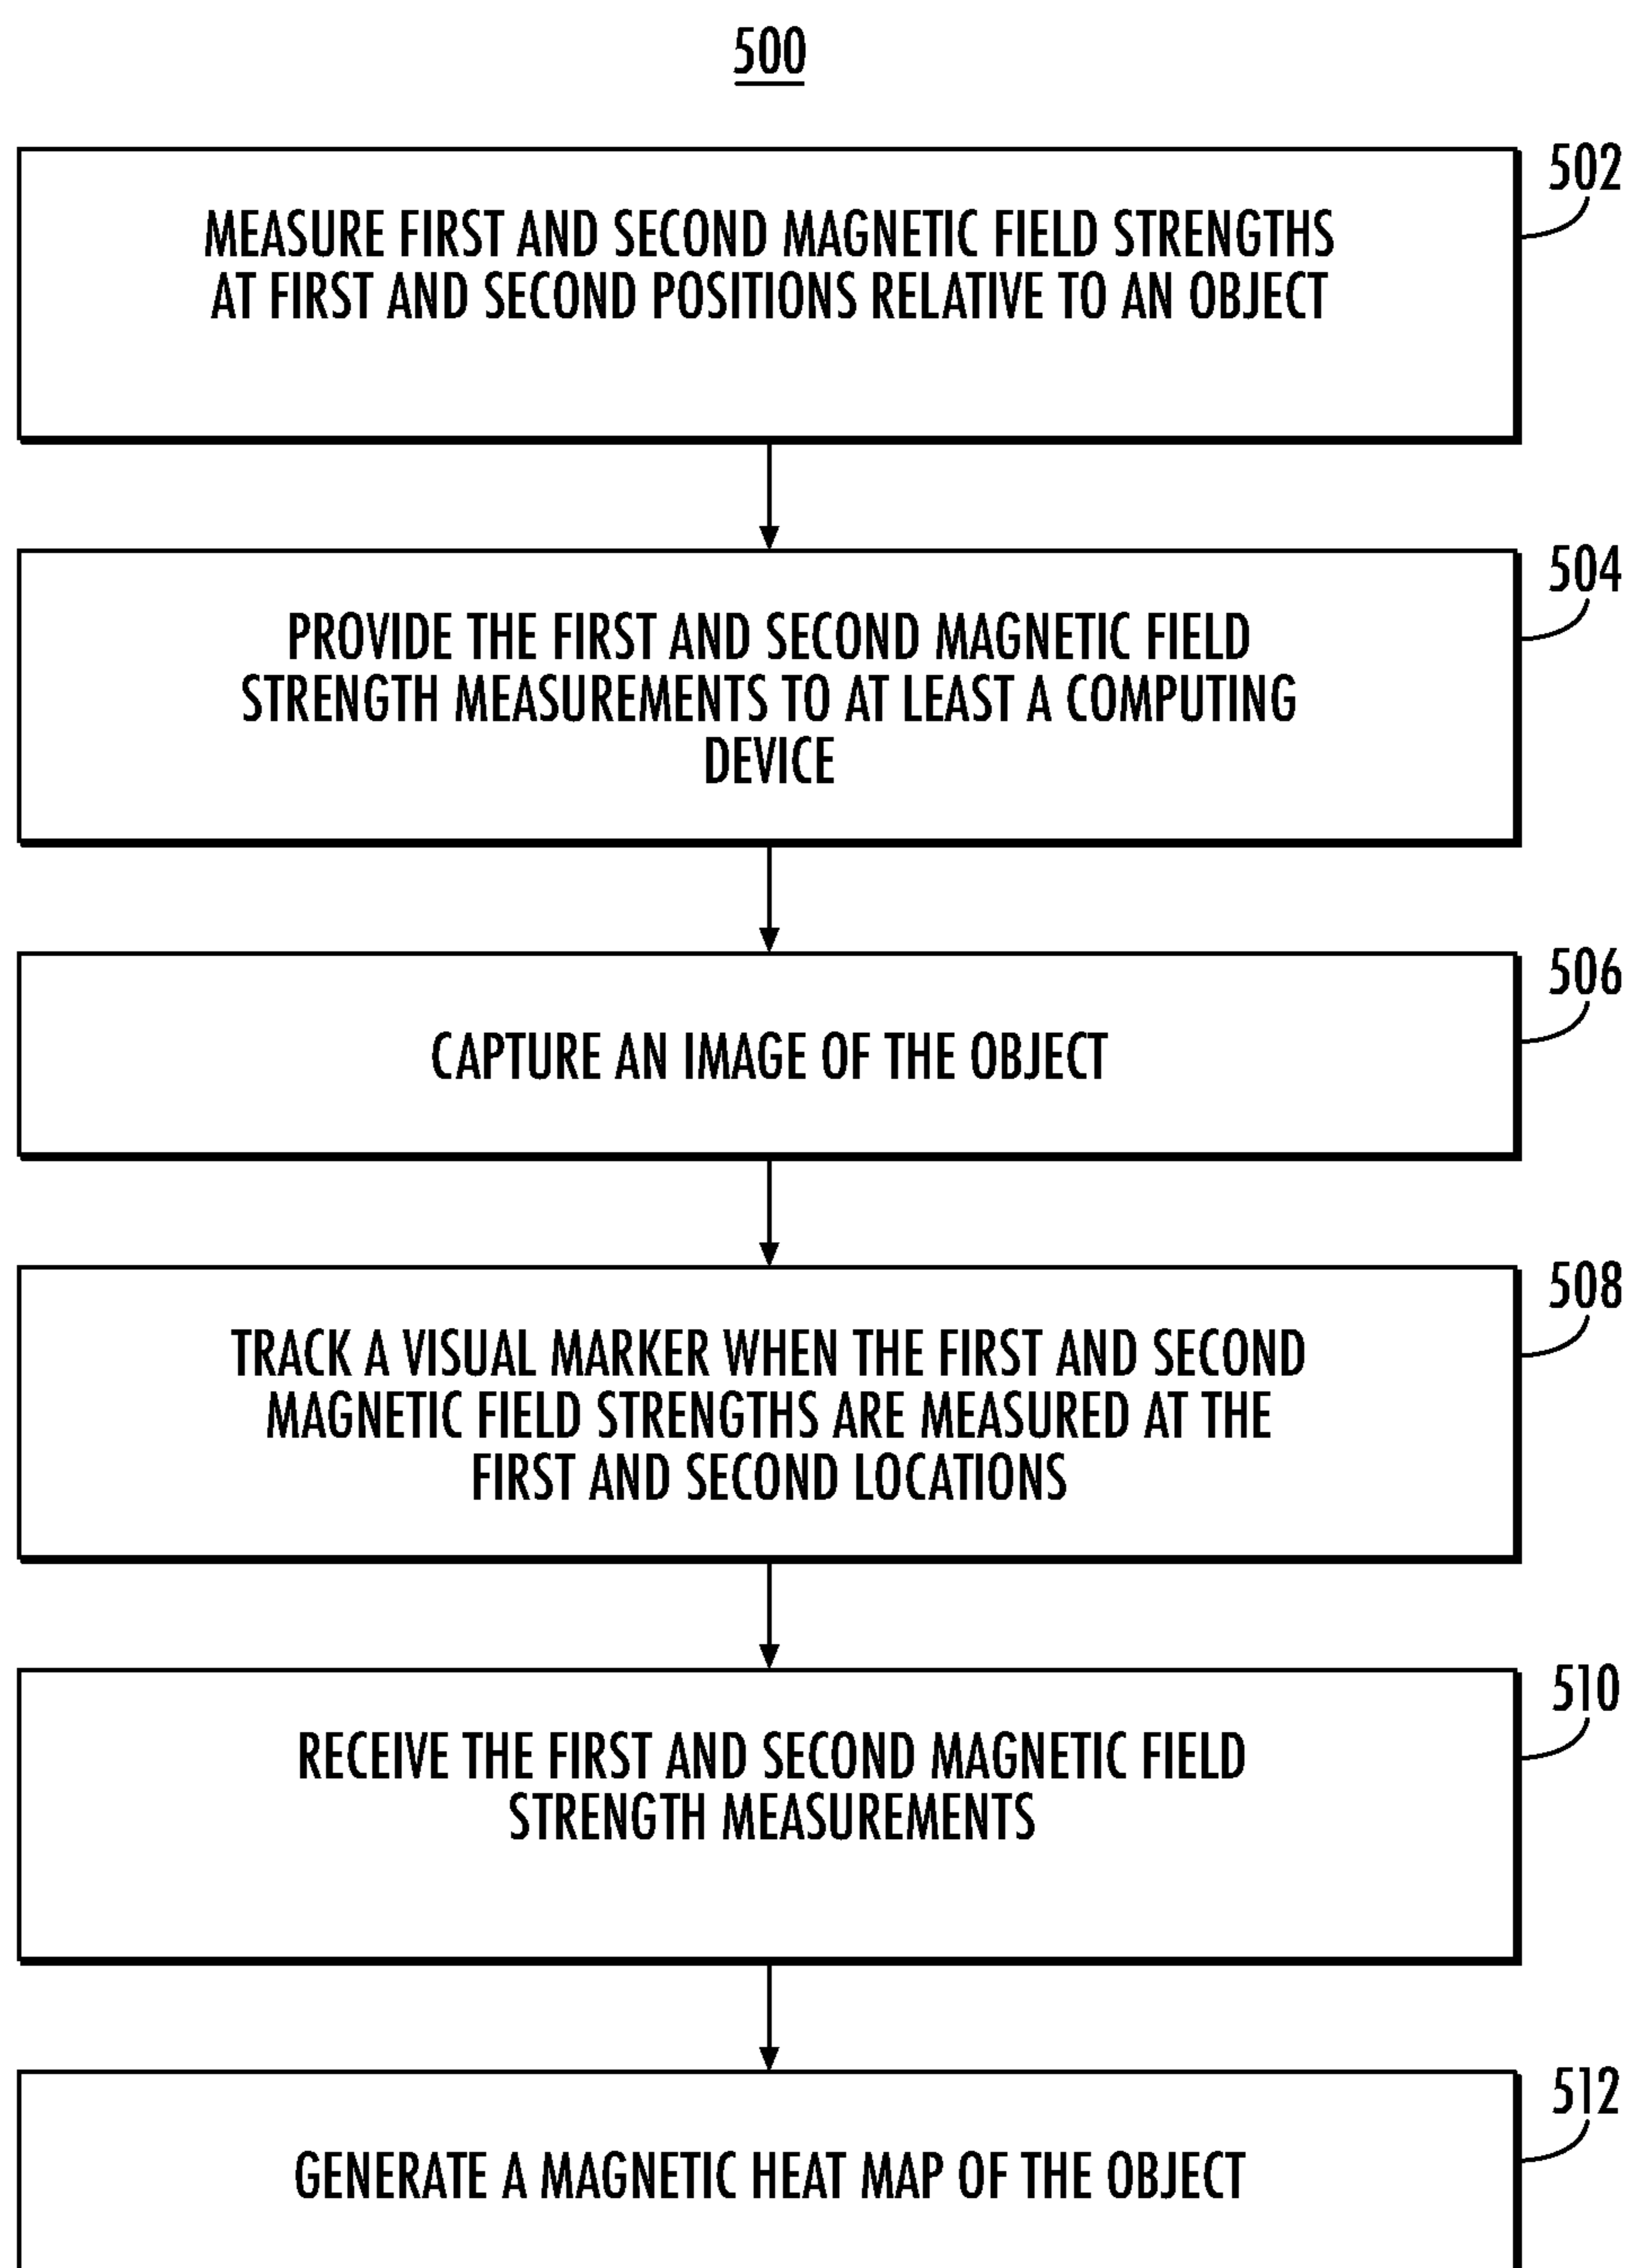 500
502
MEASURE FIRST AND SECOND MAGNETIC FIELD STRENGTHS
AT FIRST AND SECOND POSITIONS RELATIVE TO AN OBJECT
504
PROVIDE THE FIRST AND SECOND MAGNETIC FIELD
STRENGTH MEASUREMENTS TO AT LEAST A COMPUTING
DEVICE
506
CAPTURE AN IMAGE OF THE OBJECT
508
TRACK A VISUAL MARKER WHEN THE FIRST AND SECOND
MAGNETIC FIELD STRENGTHS ARE MEASURED AT THE
FIRST AND SECOND LOCATIONS
510
RECEIVE THE FIRST AND SECOND MAGNETIC FIELD
STRENGTH MEASUREMENTS
512
GENERATE A MAGNETIC HEAT MAP OF THE OBJECT